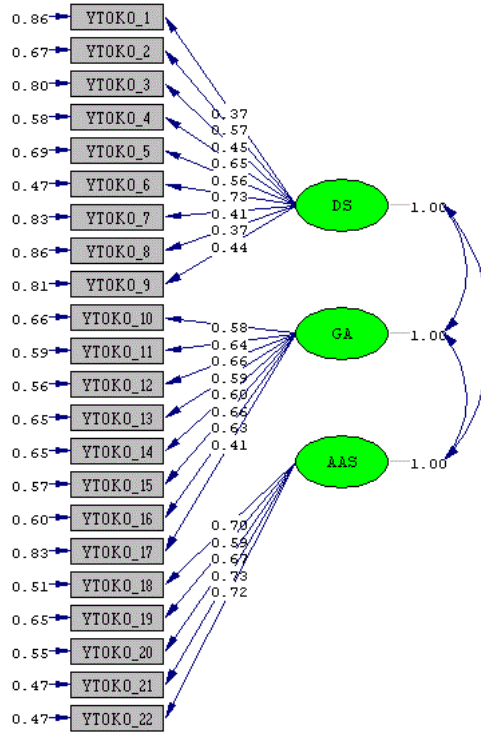 0.86 YTOKO_1
0.67 YTOKO_2
0.80 YTOKO_3
0.58 YTOKO_4
0.69 YTOKO_5
0.47 YTOKO_6
0.83 YTOKO_7
0.86 YTOKO_8
0.81 YTOKO_9
0.66 YTOKO_10
0.59 YTOKO_11
0.56 YTOKO_12
0.65 YTOKO_13
0.65 YTOKO_14
0.57 YTOKO_15
0.60 YTOKO_16
0.83 YTOKO_17
0.51 YTOKO_18
0.65 YTOKO_19
0.55 YTOKO_20
0.47 YTOKO_21
0.47 YTOKO_22
0.37
0.57
0.45
0.65
0.56
0.73
0.41
0.37
0.44
0.58
0.64
0.66
0.59
0.60
0.66
0.63
0.41
0.70
0.59
0.67
0.73
0.72
DS 1.00
GA 1.00
AAS 1.00